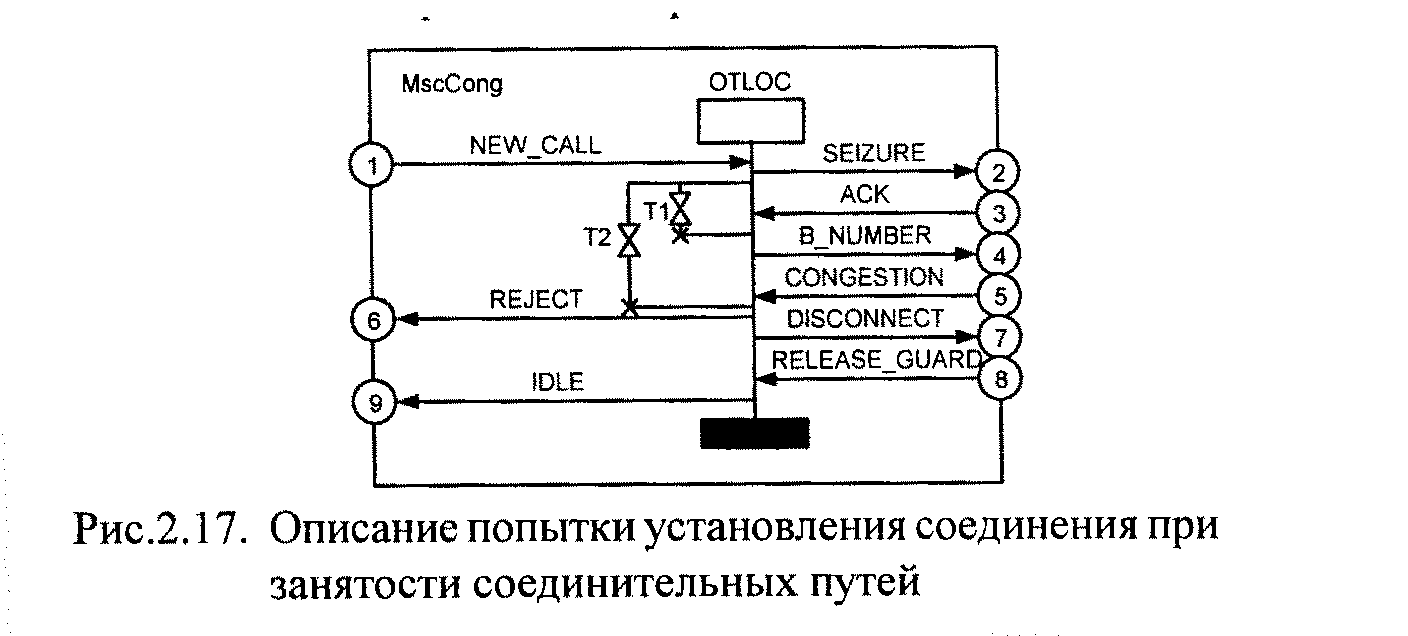 MscCong
OTLOC
NEW_CALL
SEIZURE
1
2
ACK
T1
3
T2
B_NUMBER
4
CONGESTION
5
REJECT
6
DISCONNECT
7
RELEASE_GUARD
8
IDLE
9
Рис.2.17. Описание попытки установления соединения при
занятости соединительных путей